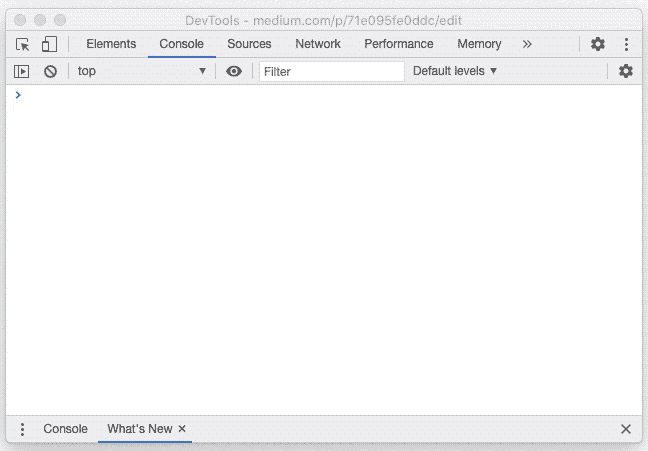 DevTools - medium.com/p/71e095fe0ddc/edit
Elements Console Sources Network Performance Memory »
top ▼ Filter Default levels ▼
>
Console What's New ×